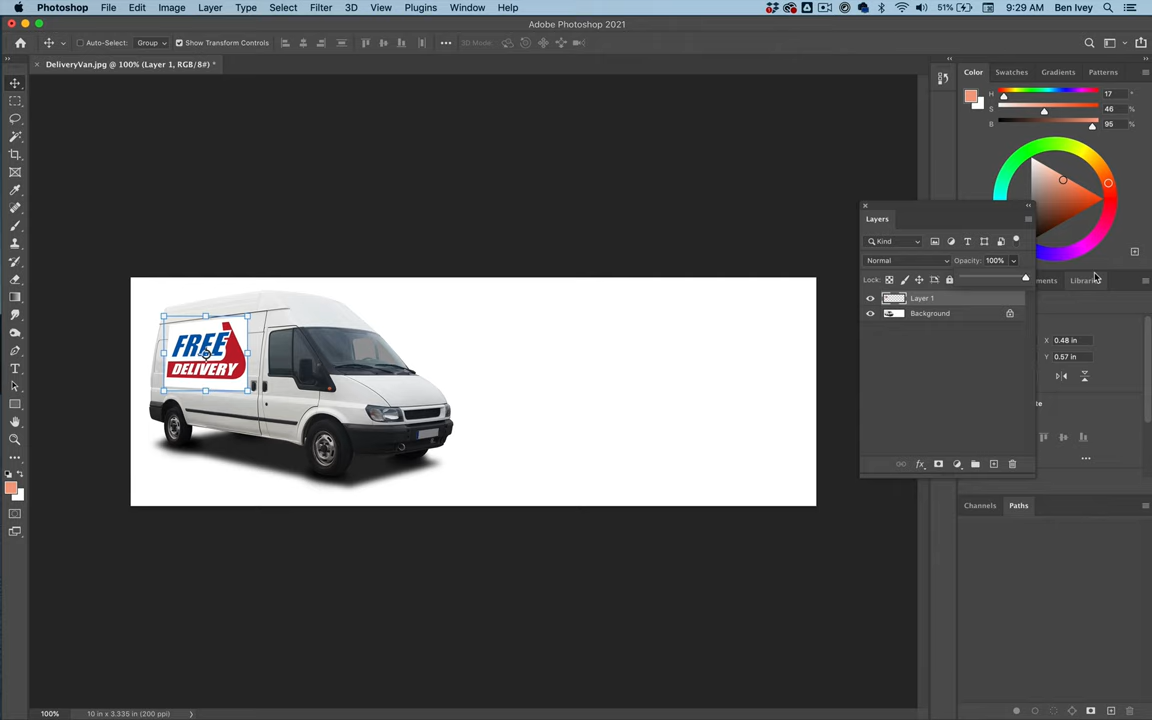 Photoshop File Edit Image Layer Type Select Filter 3D View Plugins Window Help 51% 9:29 AM Ben Ivey
Adobe Photoshop 2021
Auto-Select: Group Show Transform Controls 3D Mode:
DeliveryVan.jpg @ 100% (Layer 1, RGB/8#) *
Color Swatches Gradients Patterns
H 17 °
S 46 %
B 95 %
Layers
Kind
Normal Opacity: 100%
Lock:
ments Libraries
Layer 1
Background
X 0.48 in
Y 0.57 in
FREE
DELIVERY
fx
Channels Paths
100% 10 in x 3.335 in (200 ppi)